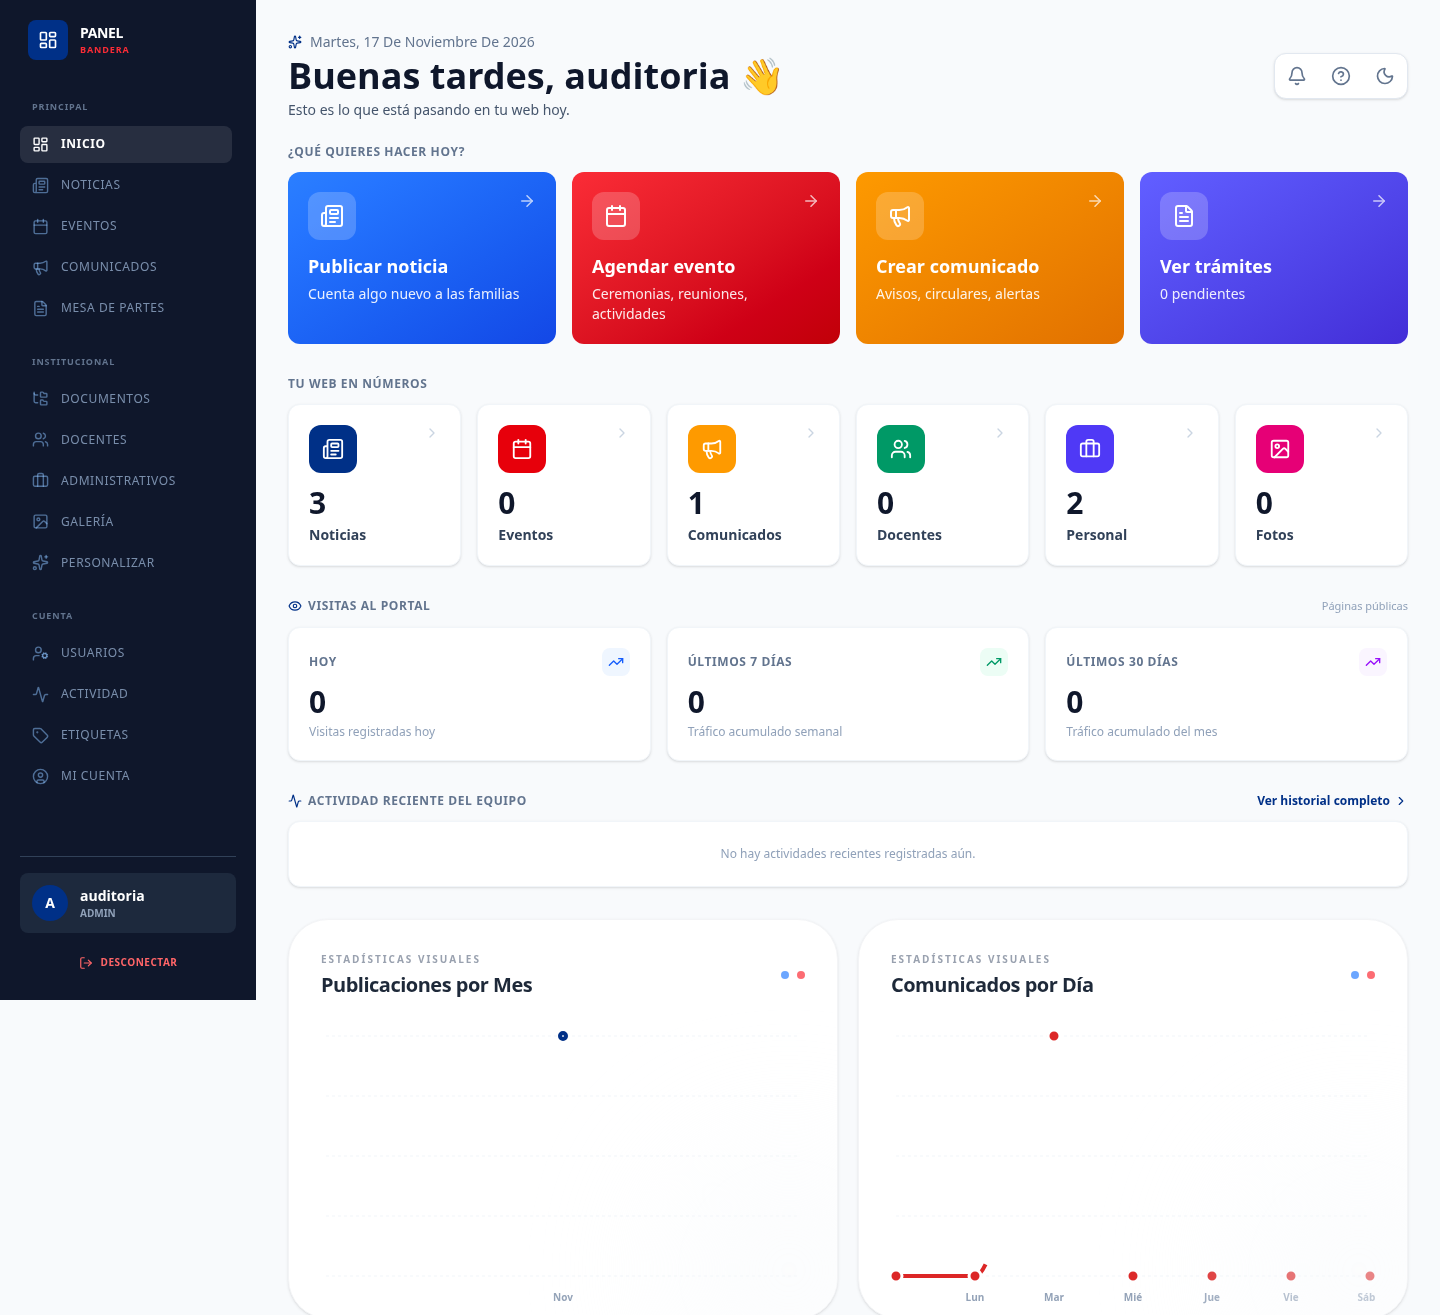 PANEL
BANDERA
PRINCIPAL
INICIO
NOTICIAS
EVENTOS
COMUNICADOS
MESA DE PARTES
INSTITUCIONAL
DOCUMENTOS
DOCENTES
ADMINISTRATIVOS
GALERÍA
PERSONALIZAR
CUENTA
USUARIOS
ACTIVIDAD
ETIQUETAS
MI CUENTA
A
auditoria
ADMIN
DESCONECTAR
Martes, 17 De Noviembre De 2026
Buenas tardes, auditoria 👋
Esto es lo que está pasando en tu web hoy.
¿QUÉ QUIERES HACER HOY?
Publicar noticia
Cuenta algo nuevo a las familias
Agendar evento
Ceremonias, reuniones,
actividades
Crear comunicado
Avisos, circulares, alertas
Ver trámites
0 pendientes
TU WEB EN NÚMEROS
3
Noticias
0
Eventos
1
Comunicados
0
Docentes
2
Personal
0
Fotos
VISITAS AL PORTAL
Páginas públicas
HOY
0
Visitas registradas hoy
ÚLTIMOS 7 DÍAS
0
Tráfico acumulado semanal
ÚLTIMOS 30 DÍAS
0
Tráfico acumulado del mes
ACTIVIDAD RECIENTE DEL EQUIPO
Ver historial completo
No hay actividades recientes registradas aún.
ESTADÍSTICAS VISUALES
Publicaciones por Mes
Nov
ESTADÍSTICAS VISUALES
Comunicados por Día
Lun Mar Mié Jue Vie Sáb